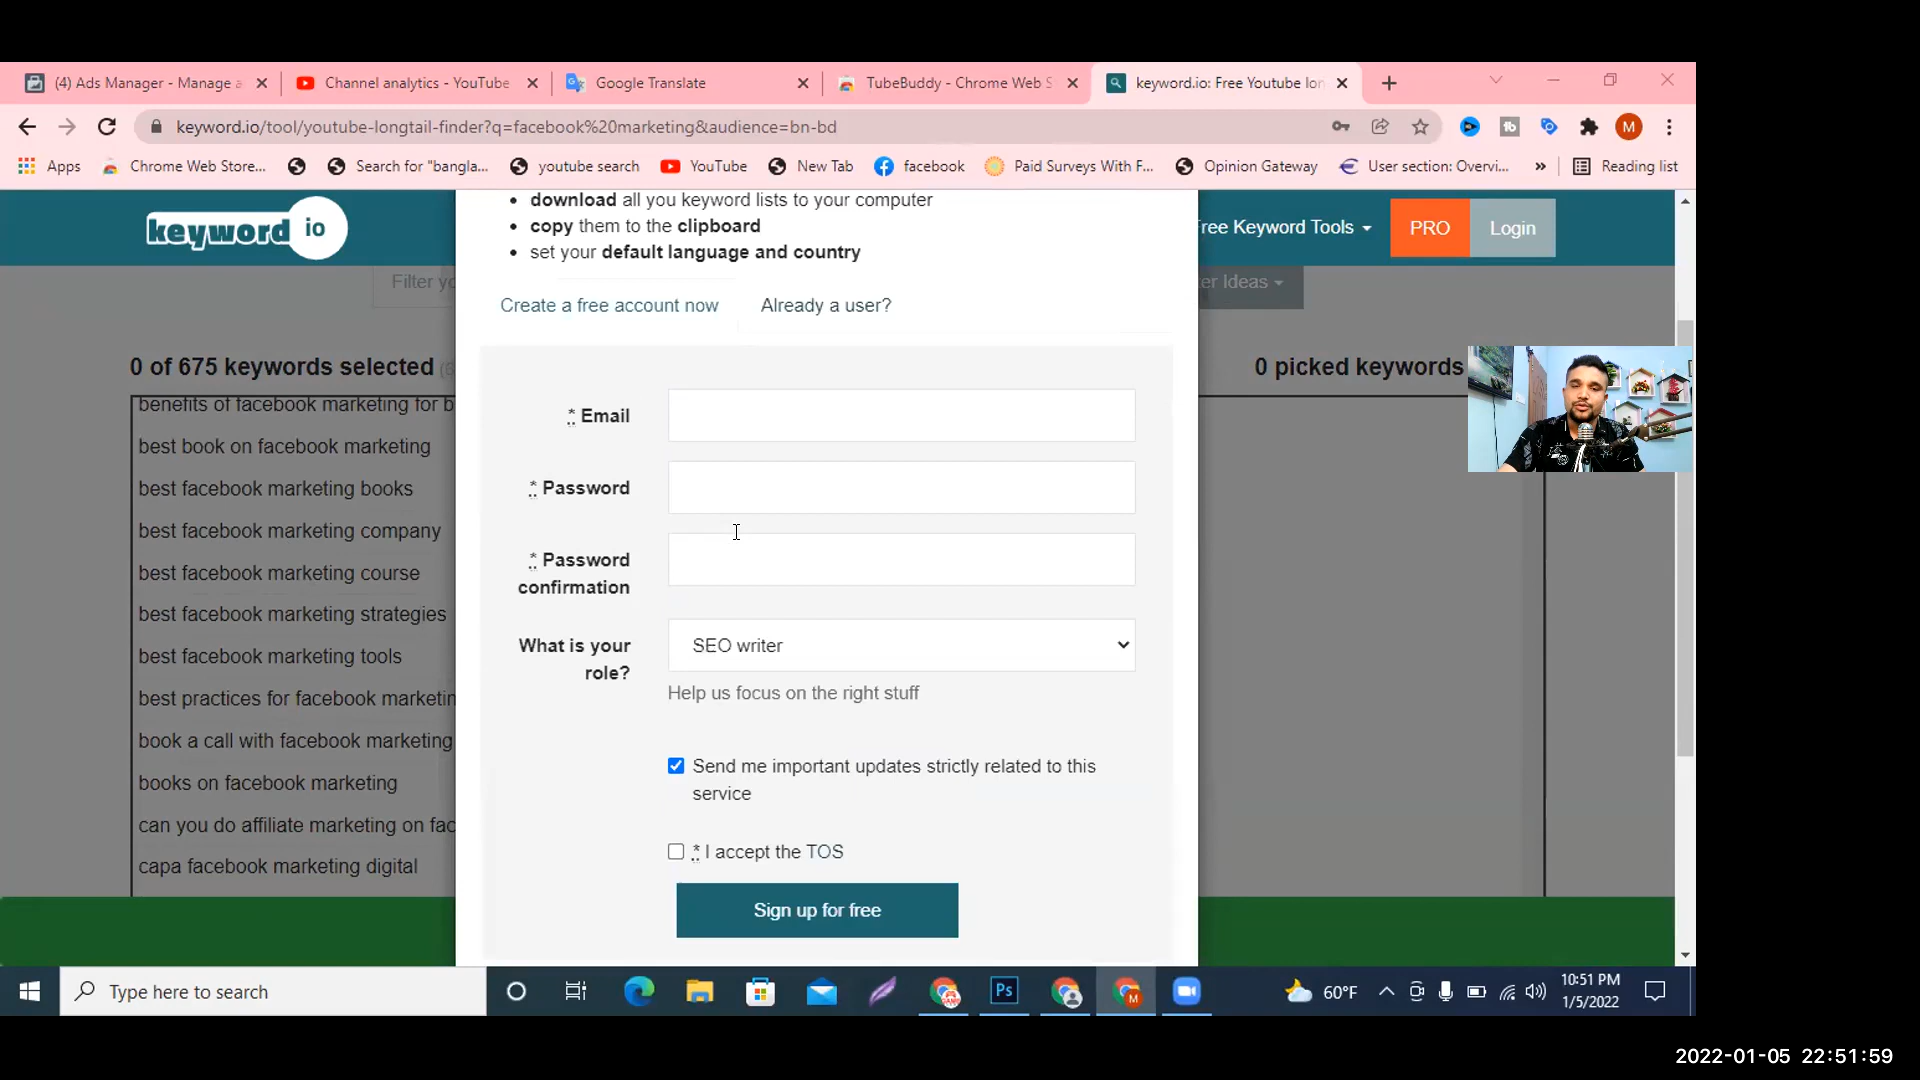 (4) Ads Manager - Manage a
Channel analytics - YouTube
Google Translate
TubeBuddy - Chrome Web S
keyword.io: Free Youtube lon
keyword.io/tool/youtube-longtail-finder?q=facebook%20marketing&audience=bn-bd
tb
M
Apps
Chrome Web Store...
Search for "bangla...
youtube search
YouTube
New Tab
facebook
Paid Surveys With F...
Opinion Gateway
User section: Overvi...
»
Reading list
keyword io
Free Keyword Tools
PRO
Login
download all you keyword lists to your computer
copy them to the clipboard
set your default language and country
Filter yo
ter Ideas
Create a free account now
Already a user?
0 of 675 keywords selected
0 picked keywords
benefits of facebook marketing for b
best book on facebook marketing
best facebook marketing books
best facebook marketing company
best facebook marketing course
best facebook marketing strategies
best facebook marketing tools
best practices for facebook marketin
book a call with facebook marketing
books on facebook marketing
can you do affiliate marketing on fac
capa facebook marketing digital
* Email
* Password
* Password
confirmation
What is your
role?
SEO writer
Help us focus on the right stuff
Send me important updates strictly related to this
service
* I accept the TOS
Sign up for free
Type here to search
Ps
M
60°F
10:51 PM
1/5/2022
2022-01-05 22:51:59